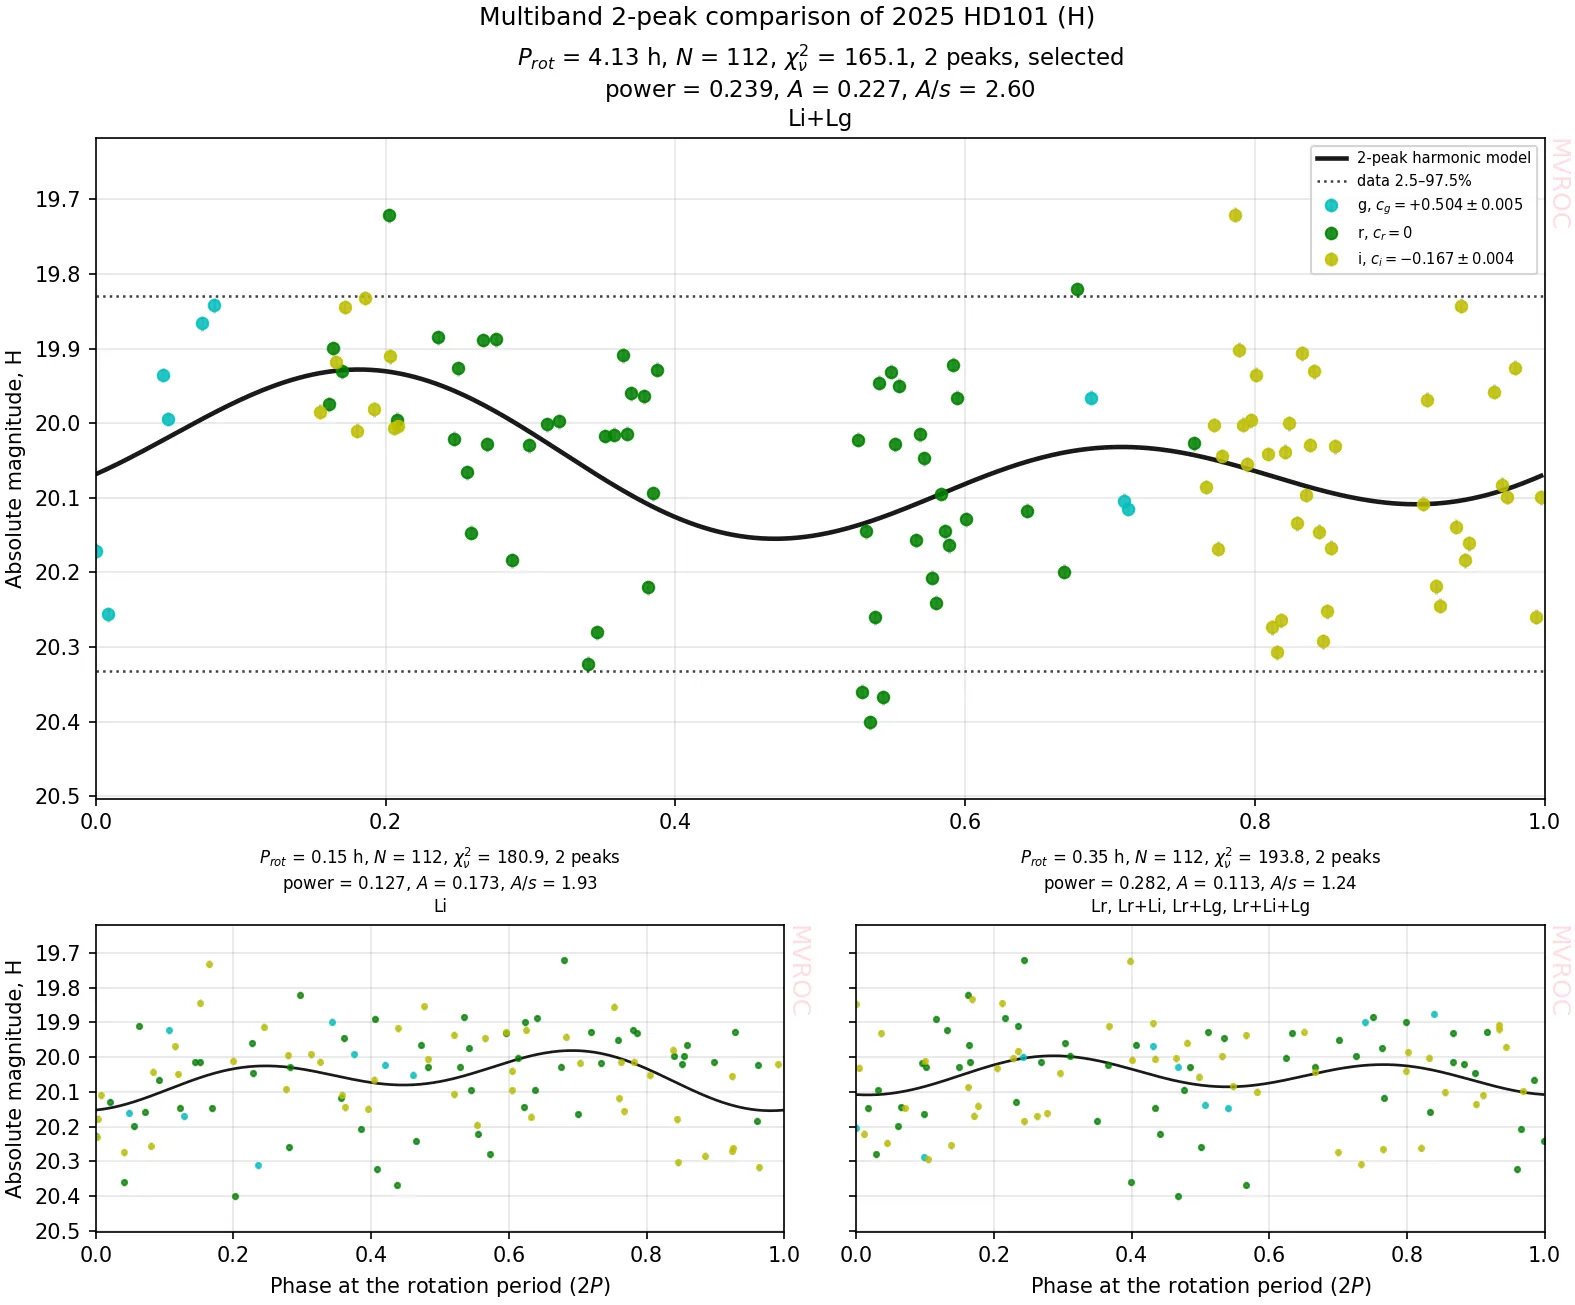 Multiband 2-peak comparison of 2025 HD101 (H)
P_rot = 4.13 h, N = 112, χ²_ν = 165.1, 2 peaks, selected
power = 0.239, A = 0.227, A/s = 2.60
Li+Lg
2-peak harmonic model
data 2.5–97.5%
g, c_g = +0.504 ± 0.005
r, c_r = 0
i, c_i = −0.167 ± 0.004
MVROC
Absolute magnitude, H
19.7
19.8
19.9
20.0
20.1
20.2
20.3
20.4
20.5
0.0 0.2 0.4 0.6 0.8 1.0
P_rot = 0.15 h, N = 112, χ²_ν = 180.9, 2 peaks
power = 0.127, A = 0.173, A/s = 1.93
Li
MVROC
Absolute magnitude, H
19.7
19.8
19.9
20.0
20.1
20.2
20.3
20.4
20.5
0.0 0.2 0.4 0.6 0.8 1.0
Phase at the rotation period (2P)
P_rot = 0.35 h, N = 112, χ²_ν = 193.8, 2 peaks
power = 0.282, A = 0.113, A/s = 1.24
Lr, Lr+Li, Lr+Lg, Lr+Li+Lg
MVROC
0.0 0.2 0.4 0.6 0.8 1.0
Phase at the rotation period (2P)